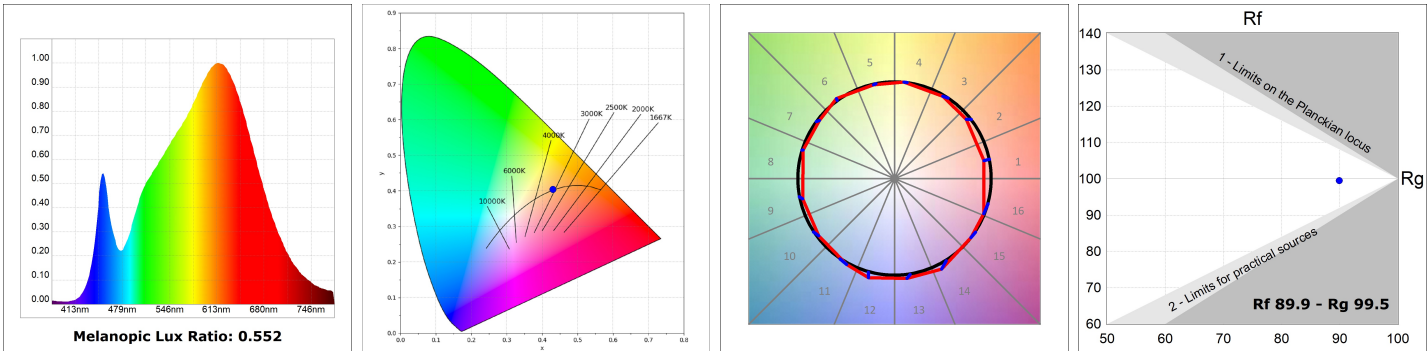 1.00
0.90
0.80
0.70
0.60
0.50
0.40
0.30
0.20
0.10
0.00
413nm 479nm 546nm 613nm 680nm 746nm
Melanopic Lux Ratio: 0.552
0.9
0.8
0.7
0.6
0.5
0.4
0.3
0.2
0.1
0.0
y
0.0 0.1 0.2 0.3 0.4 0.5 0.6 0.7 0.8
x
10000K
6000K
4000K
3000K
2500K
2000K
1667K
1
2
3
4
5
6
7
8
9
10
11
12
13
14
15
16
Rf
140
130
120
110
100
90
80
70
60
Rg
1 - Limits on the Planckian locus
2 - Limits for practical sources
Rf 89.9 - Rg 99.5
50 60 70 80 90 100